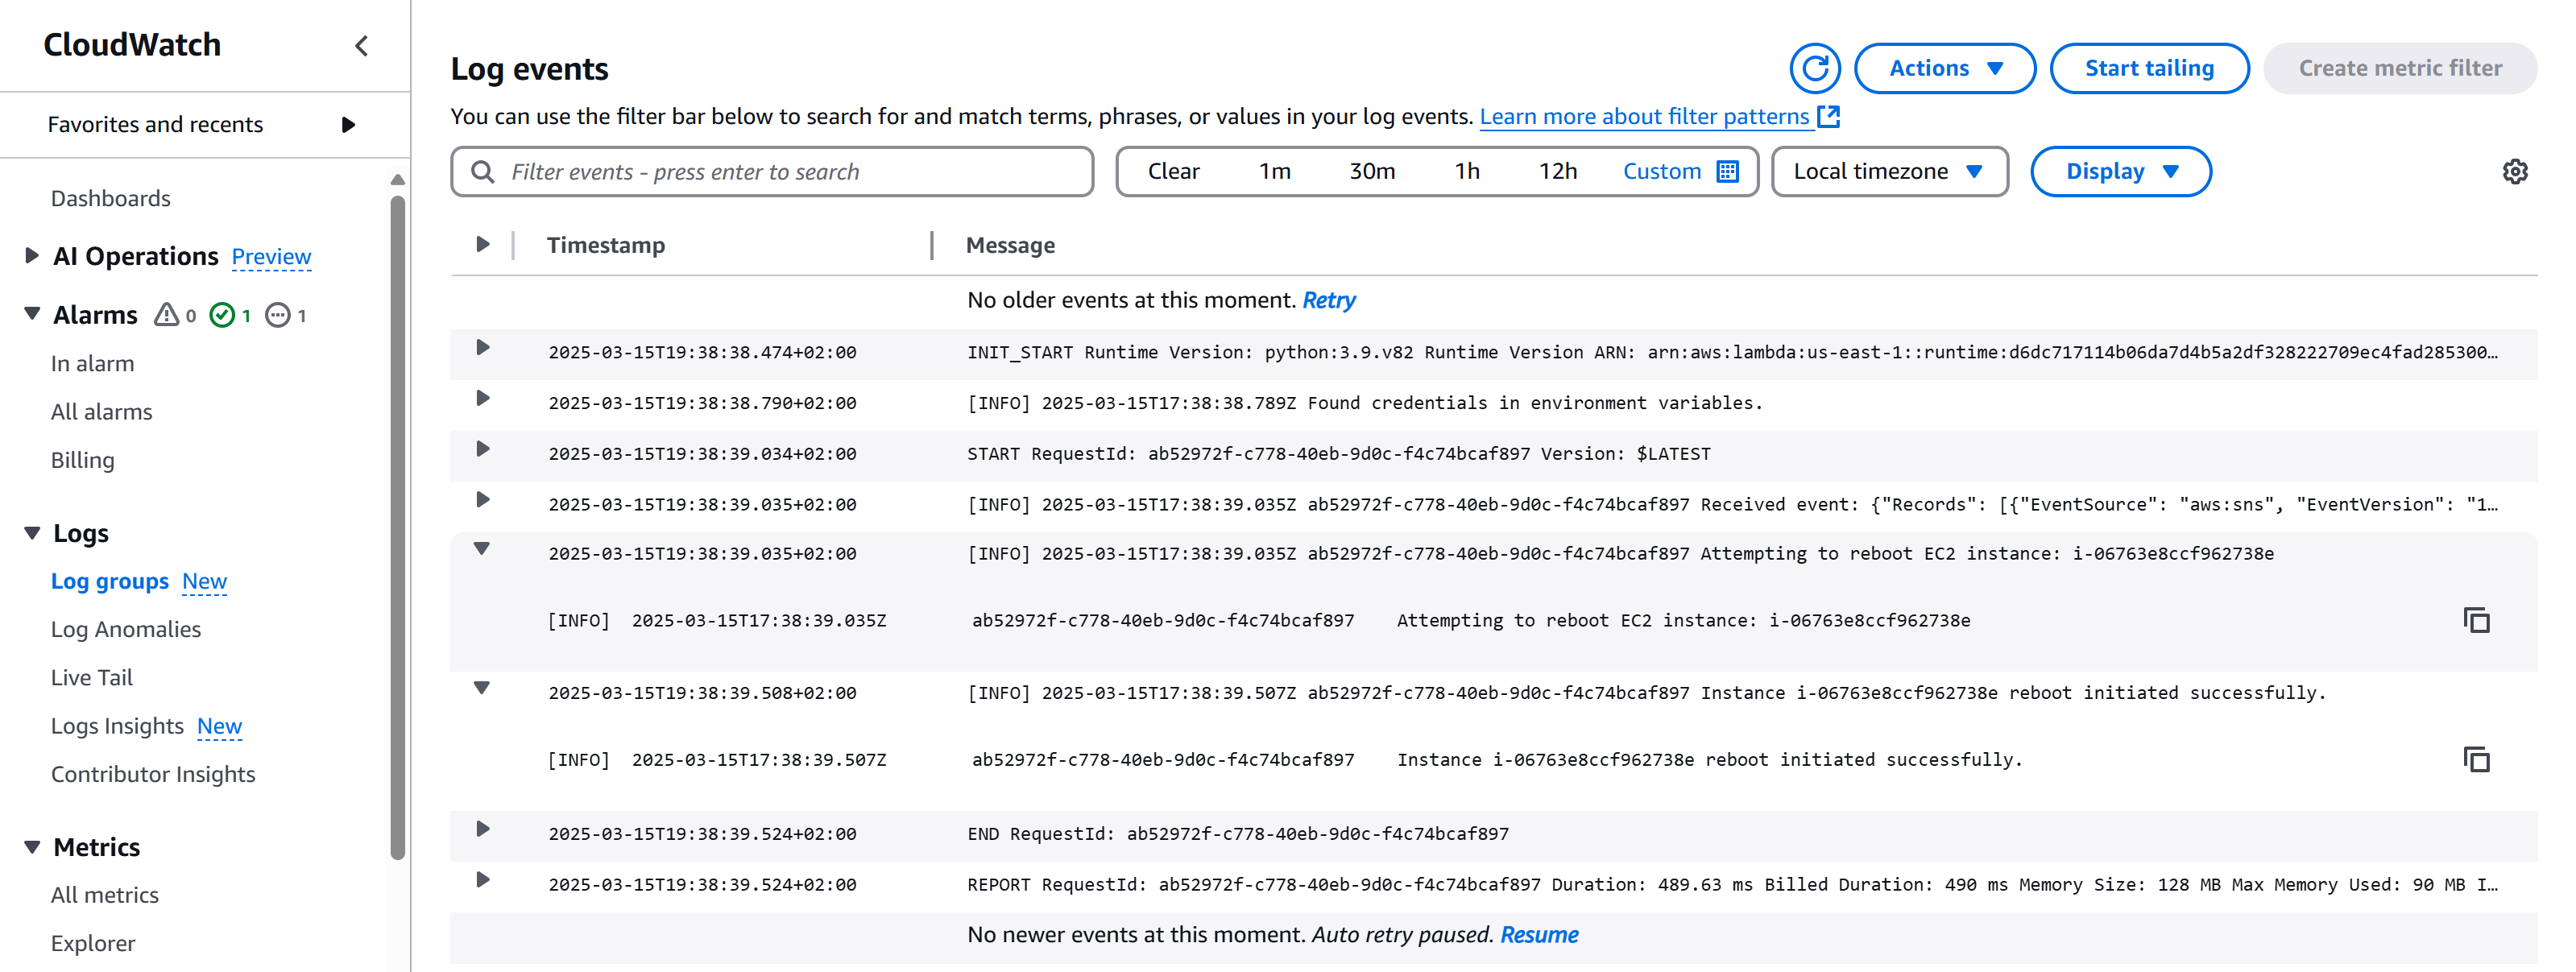 CloudWatch
Favorites and recents
Dashboards
AI Operations Preview
Alarms 0 1 1
In alarm
All alarms
Billing
Logs
Log groups New
Log Anomalies
Live Tail
Logs Insights New
Contributor Insights
Metrics
All metrics
Explorer
Log events
Actions
Start tailing
Create metric filter
You can use the filter bar below to search for and match terms, phrases, or values in your log events. Learn more about filter patterns
Filter events - press enter to search
Clear 1m 30m 1h 12h Custom
Local timezone
Display
Timestamp Message
No older events at this moment. Retry
2025-03-15T19:38:38.474+02:00 INIT_START Runtime Version: python:3.9.v82 Runtime Version ARN: arn:aws:lambda:us-east-1::runtime:d6dc717114b06da7d4b5a2df328222709ec4fad285300…
2025-03-15T19:38:38.790+02:00 [INFO] 2025-03-15T17:38:38.789Z Found credentials in environment variables.
2025-03-15T19:38:39.034+02:00 START RequestId: ab52972f-c778-40eb-9d0c-f4c74bcaf897 Version: $LATEST
2025-03-15T19:38:39.035+02:00 [INFO] 2025-03-15T17:38:39.035Z ab52972f-c778-40eb-9d0c-f4c74bcaf897 Received event: {"Records": [{"EventSource": "aws:sns", "EventVersion": "1…
2025-03-15T19:38:39.035+02:00 [INFO] 2025-03-15T17:38:39.035Z ab52972f-c778-40eb-9d0c-f4c74bcaf897 Attempting to reboot EC2 instance: i-06763e8ccf962738e
[INFO] 2025-03-15T17:38:39.035Z ab52972f-c778-40eb-9d0c-f4c74bcaf897 Attempting to reboot EC2 instance: i-06763e8ccf962738e
2025-03-15T19:38:39.508+02:00 [INFO] 2025-03-15T17:38:39.507Z ab52972f-c778-40eb-9d0c-f4c74bcaf897 Instance i-06763e8ccf962738e reboot initiated successfully.
[INFO] 2025-03-15T17:38:39.507Z ab52972f-c778-40eb-9d0c-f4c74bcaf897 Instance i-06763e8ccf962738e reboot initiated successfully.
2025-03-15T19:38:39.524+02:00 END RequestId: ab52972f-c778-40eb-9d0c-f4c74bcaf897
2025-03-15T19:38:39.524+02:00 REPORT RequestId: ab52972f-c778-40eb-9d0c-f4c74bcaf897 Duration: 489.63 ms Billed Duration: 490 ms Memory Size: 128 MB Max Memory Used: 90 MB I…
No newer events at this moment. Auto retry paused. Resume